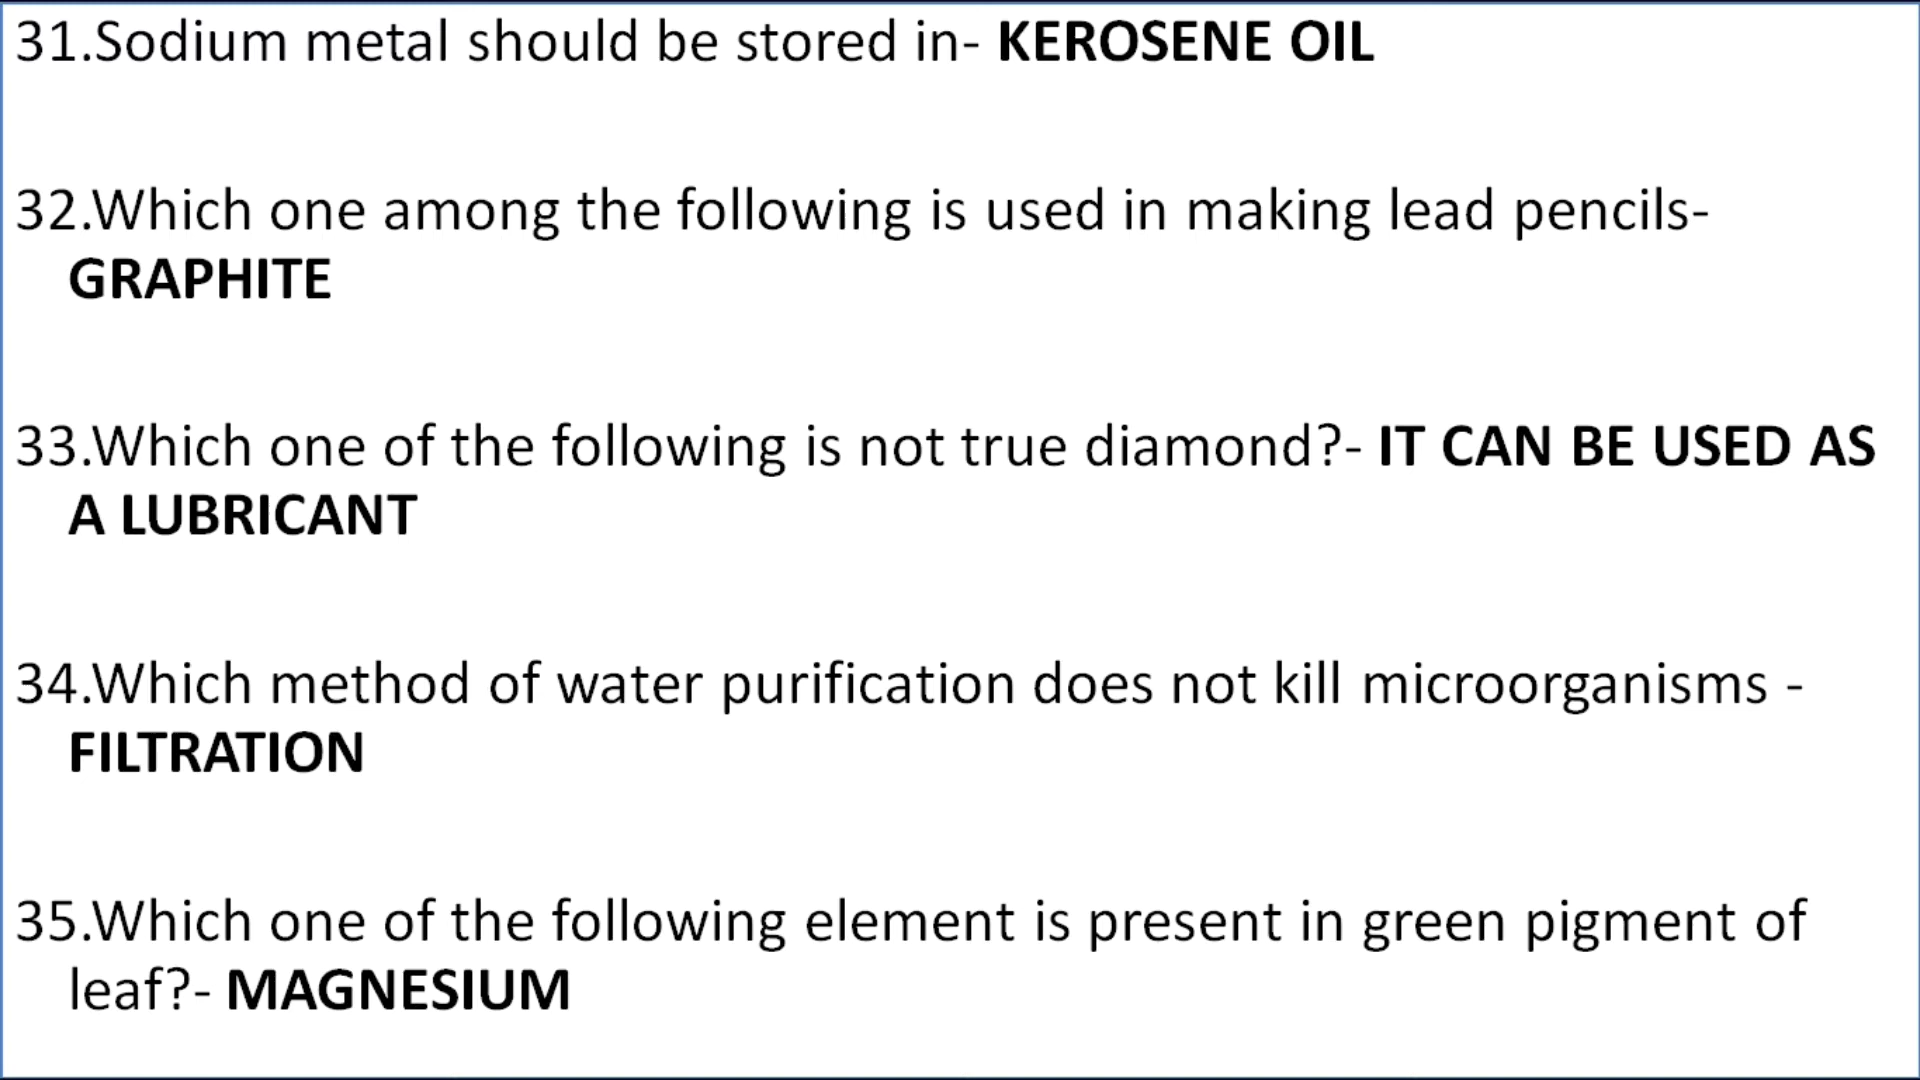 31.Sodium metal should be stored in- KEROSENE OIL
32.Which one among the following is used in making lead pencils-
GRAPHITE
33.Which one of the following is not true diamond?- IT CAN BE USED AS
A LUBRICANT
34.Which method of water purification does not kill microorganisms -
FILTRATION
35.Which one of the following element is present in green pigment of
leaf?- MAGNESIUM